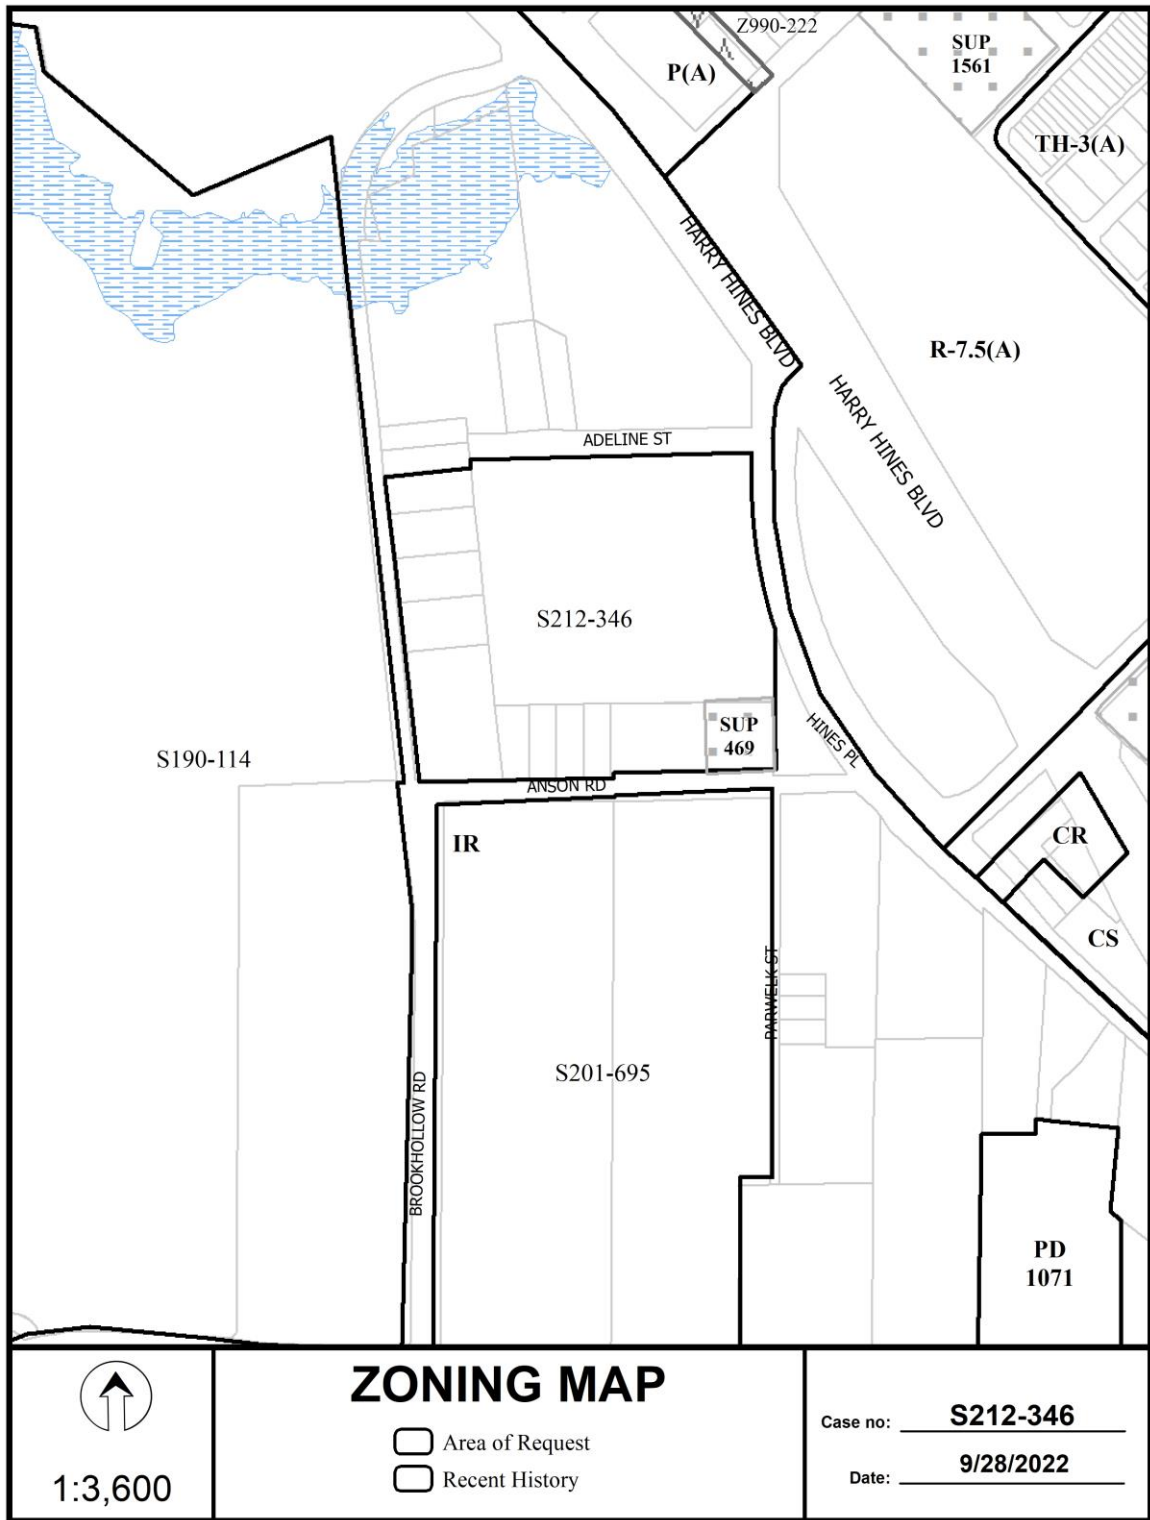 Z990-222
SUP
1561
P(A)
TH-3(A)
HARRY HINES BLVD
R-7.5(A)
HARRY HINES BLVD
ADELINE ST
S212-346
SUP
469
HINES PL
S190-114
ANSON RD
IR
CR
CS
PARWELK ST
S201-695
BROOKHOLLOW RD
PD
1071
1:3,600
ZONING MAP
Area of Request
Recent History
Case no: S212-346
Date: 9/28/2022